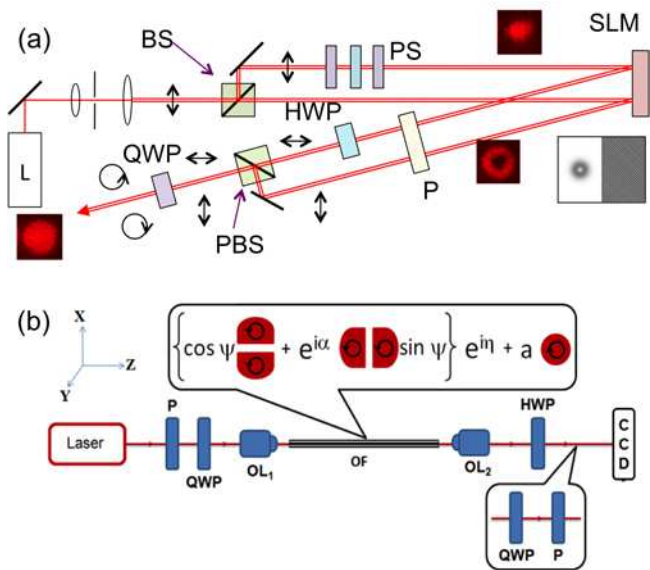 (a)
BS
PS
SLM
HWP
QWP
L
P
PBS
(b)
{cos ψ + e^{iα} sin ψ} e^{iη} + a
X
Z
Y
P
HWP
Laser
QWP
OL₁
OF
OL₂
CCD
QWP P